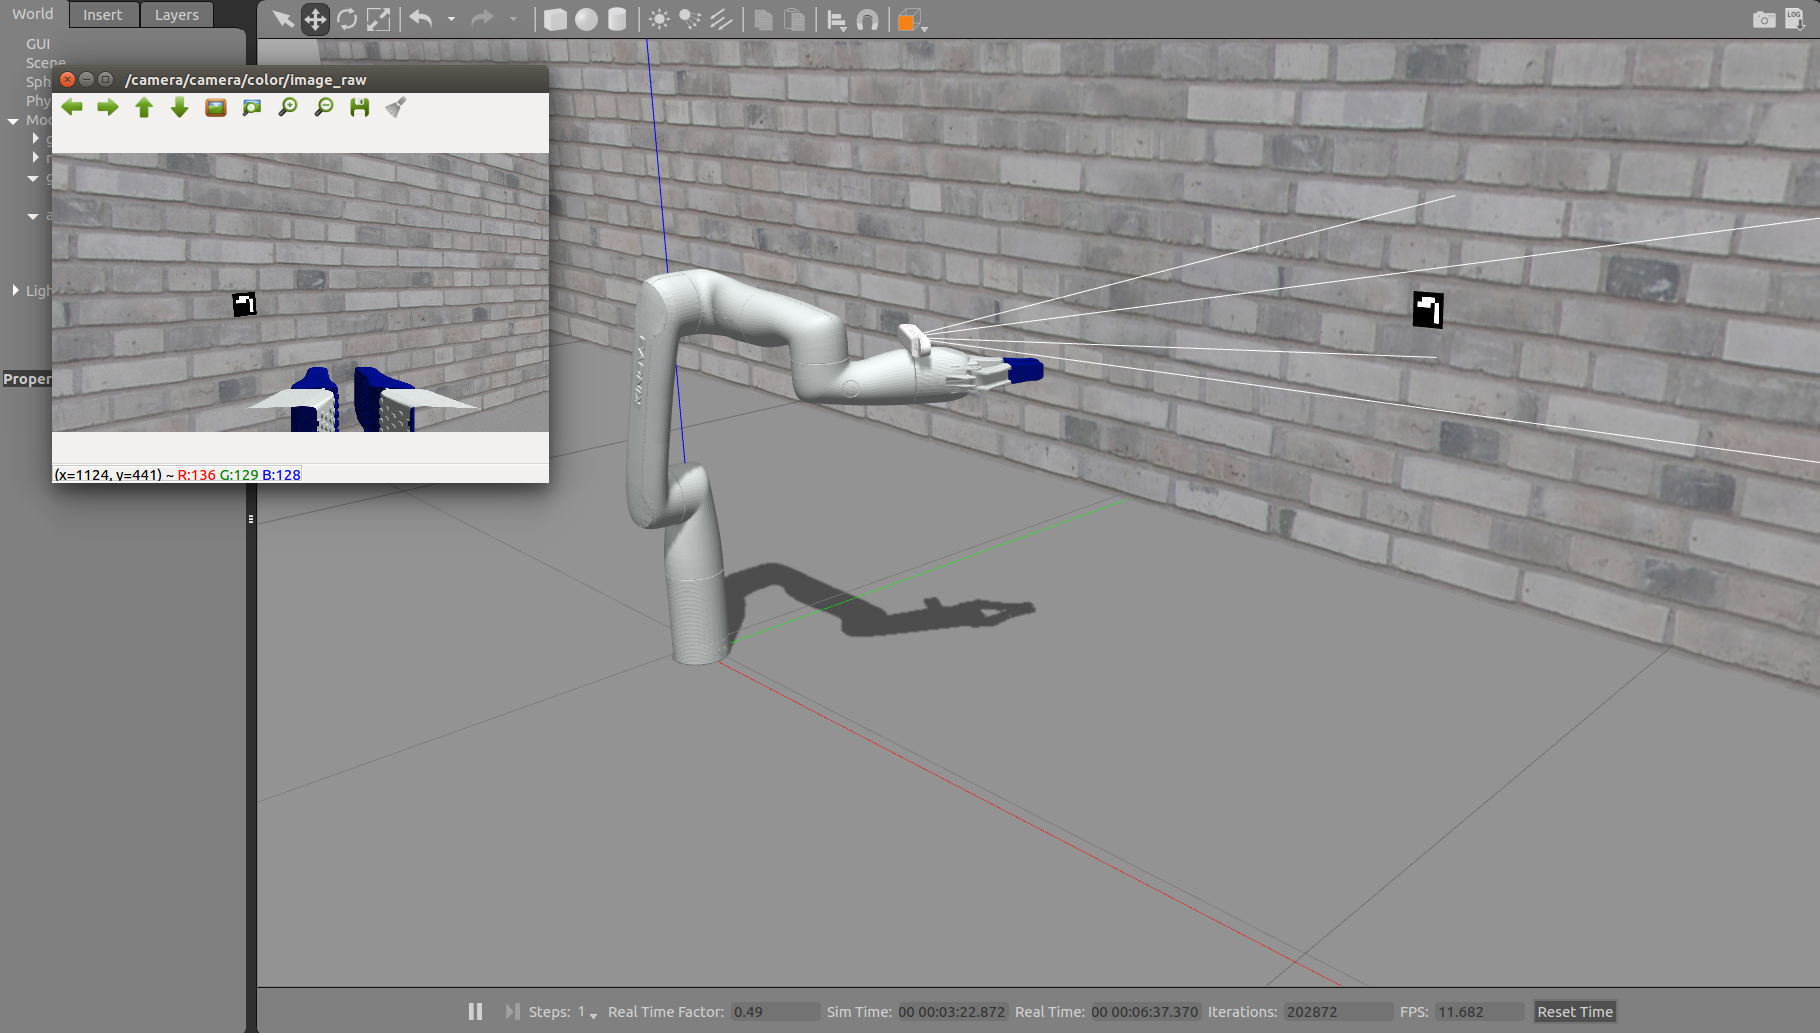 World Insert Layers
GUI
Scene
/camera/camera/color/image_raw
Sph
Phy
Moc
Ligh
Proper
(x=1124, y=441) ~ R:136 G:129 B:128
LOG
Steps: 1 Real Time Factor: 0.49 Sim Time: 00 00:03:22.872 Real Time: 00 00:06:37.370 Iterations: 202872 FPS: 11.682 Reset Time